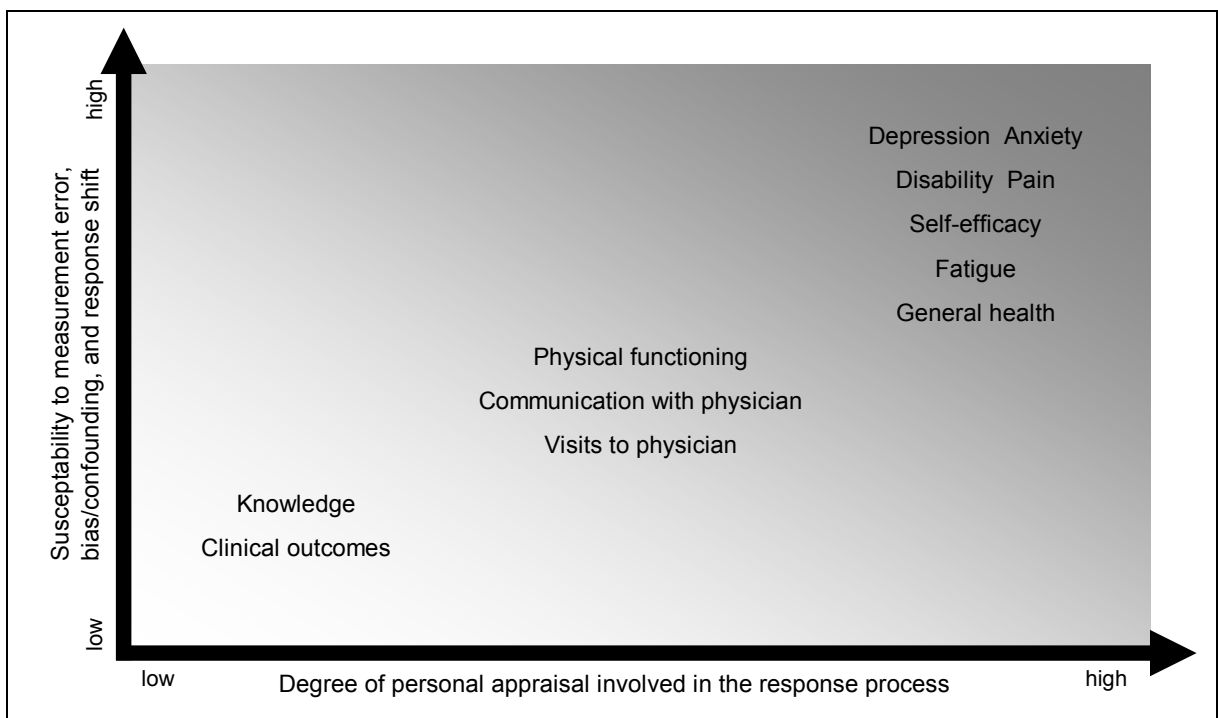 high
Susceptability to measurement error,
bias/confounding, and response shift
low
Depression Anxiety
Disability Pain
Self-efficacy
Fatigue
General health
Physical functioning
Communication with physician
Visits to physician
Knowledge
Clinical outcomes
low
Degree of personal appraisal involved in the response process
high